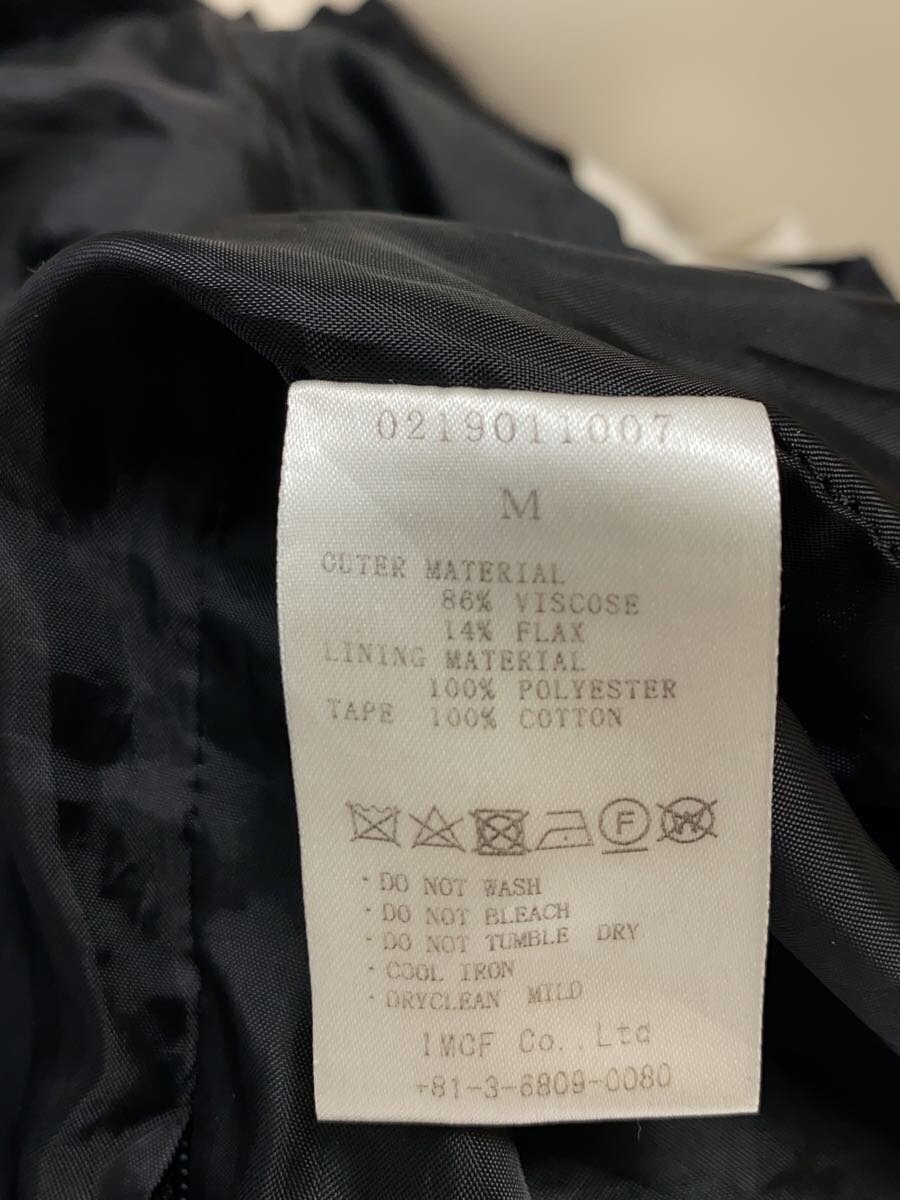 0219011007
M
OUTER MATERIAL
86% VISCOSE
14% FLAX
LINING MATERIAL
100% POLYESTER
TAPE 100% COTTON
F W
・DO NOT WASH
・DO NOT BLEACH
・DO NOT TUMBLE DRY
・COOL IRON
・DRYCLEAN MILD
IMCF Co.,Ltd
+81-3-6809-0080